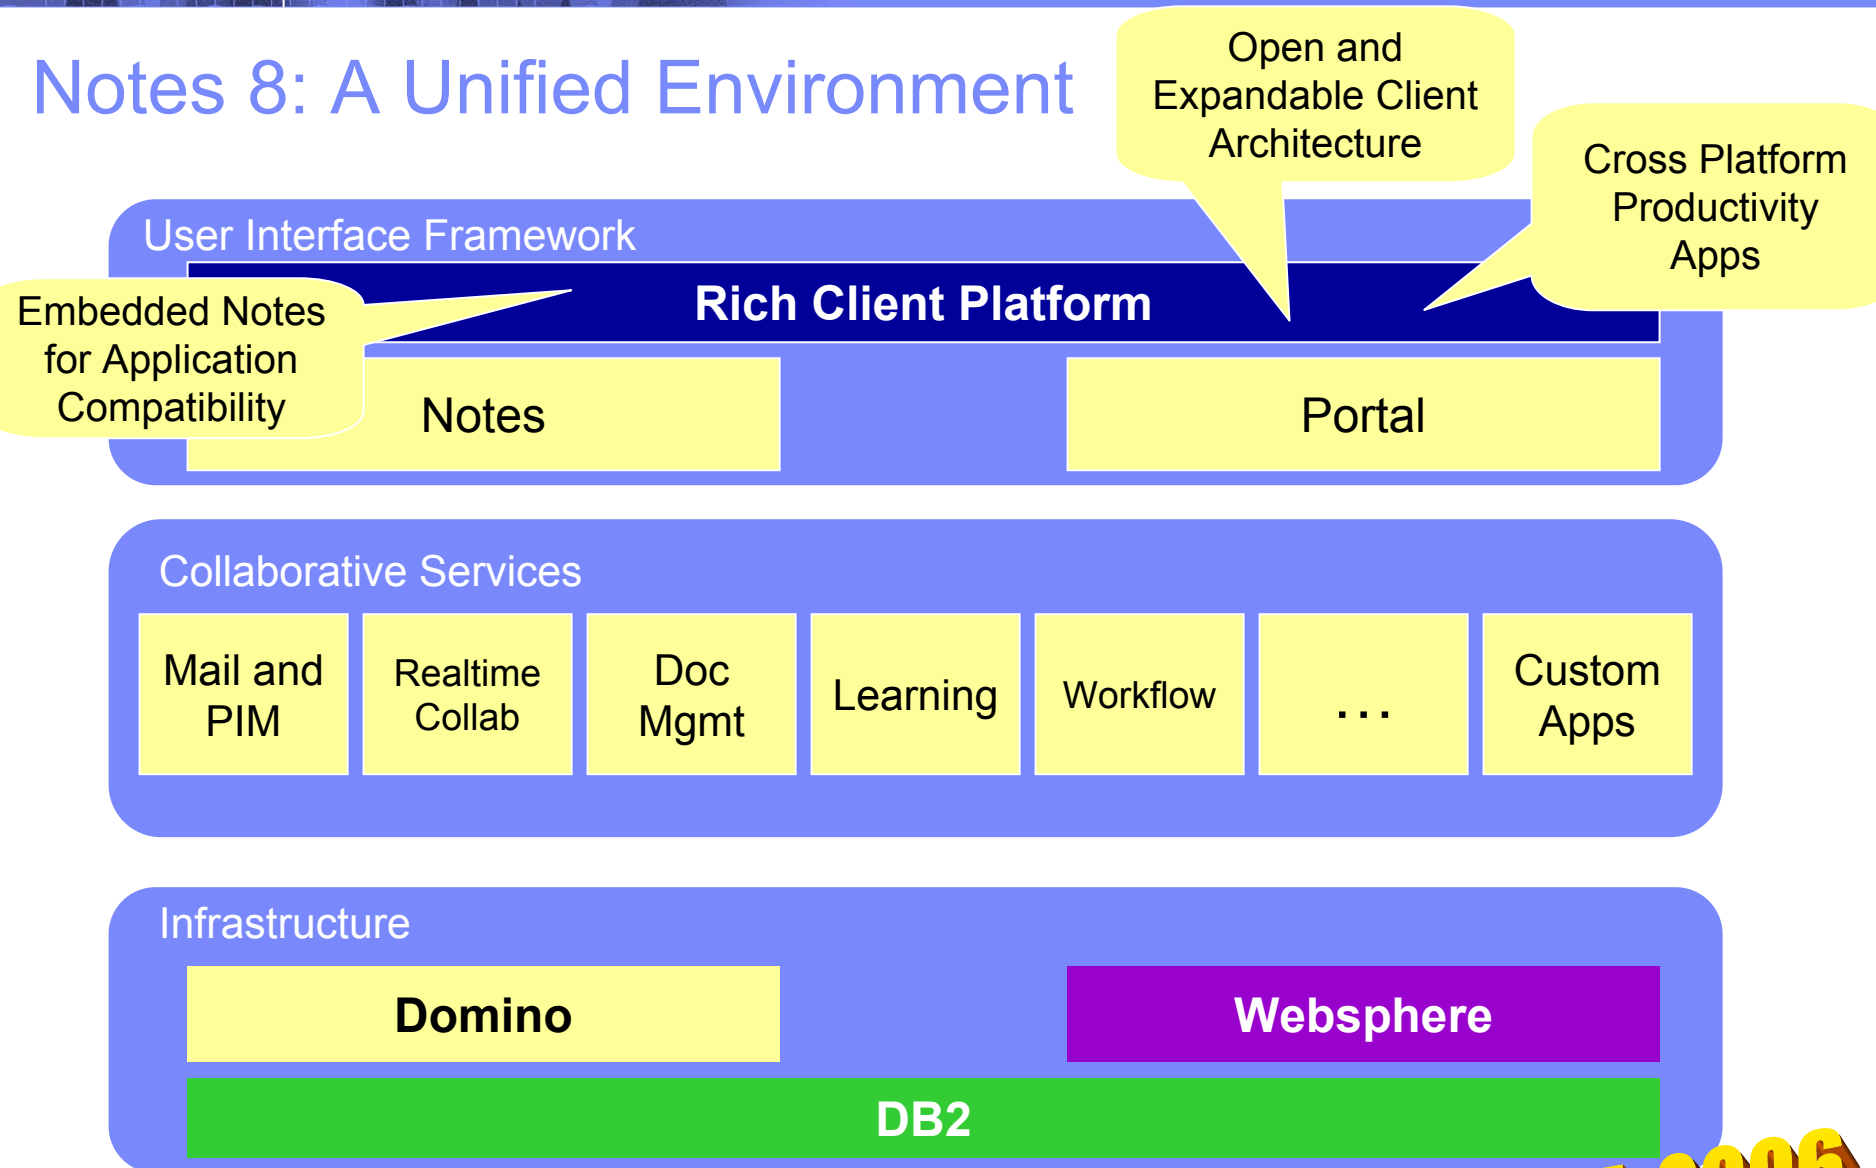 Notes 8: A Unified Environment
Open and
Expandable Client
Architecture
Cross Platform
Productivity
Apps
User Interface Framework
Rich Client Platform
Embedded Notes
for Application
Compatibility
Notes
Portal
Collaborative Services
Mail and
PIM
Realtime
Collab
Doc
Mgmt
Learning
Workflow
...
Custom
Apps
Infrastructure
Domino
Websphere
DB2